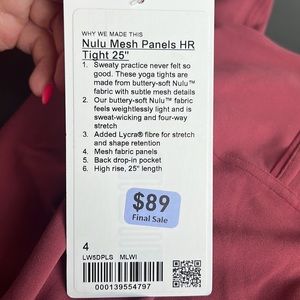 WHY WE MADE THIS
Nulu Mesh Panels HR
Tight 25"
1. Sweaty practice never felt so
good. These yoga tights are
made from buttery-soft Nulu™
fabric with subtle mesh details
2. Our buttery-soft Nulu™ fabric
feels weightlessly light and is
sweat-wicking and four-way
stretch
3. Added Lycra® fibre for stretch
and shape retention
4. Mesh fabric panels
5. Back drop-in pocket
6. High rise, 25" length
$89
Final Sale
4
LW5DPLS MLWI
000139554797